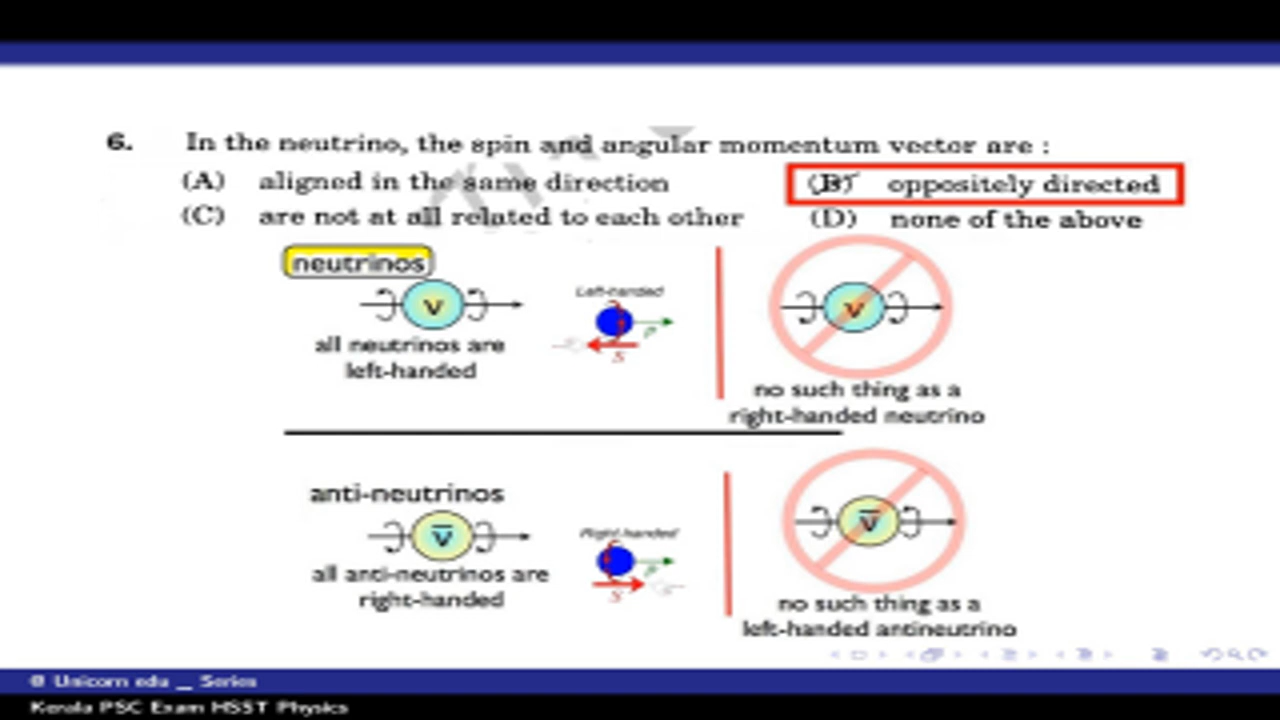 6. In the neutrino, the spin and angular momentum vector are :
(A) aligned in the same direction (B) oppositely directed
(C) are not at all related to each other (D) none of the above
neutrinos
ν
all neutrinos are
left-handed
Left-handed
p
S
ν
no such thing as a
right-handed neutrino
anti-neutrinos
ν̅
all anti-neutrinos are
right-handed
Right-handed
p
S
ν̅
no such thing as a
left-handed antineutrino
@ Unicorn edu _ Series
Kerala PSC Exam HSST Physics